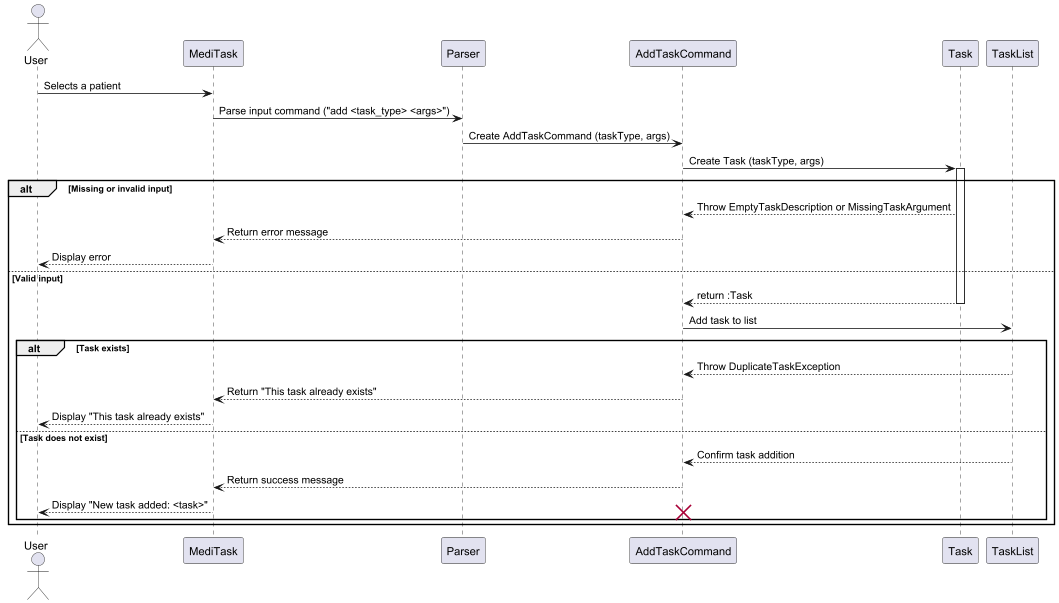 User
MediTask
Parser
AddTaskCommand
Task
TaskList
Selects a patient
Parse input command ("add <task_type> <args>")
Create AddTaskCommand (taskType, args)
Create Task (taskType, args)
alt
[Missing or invalid input]
Throw EmptyTaskDescription or MissingTaskArgument
Return error message
Display error
[Valid input]
return :Task
Add task to list
alt
[Task exists]
Throw DuplicateTaskException
Return "This task already exists"
Display "This task already exists"
[Task does not exist]
Confirm task addition
Return success message
Display "New task added: <task>"
User
MediTask
Parser
AddTaskCommand
Task
TaskList